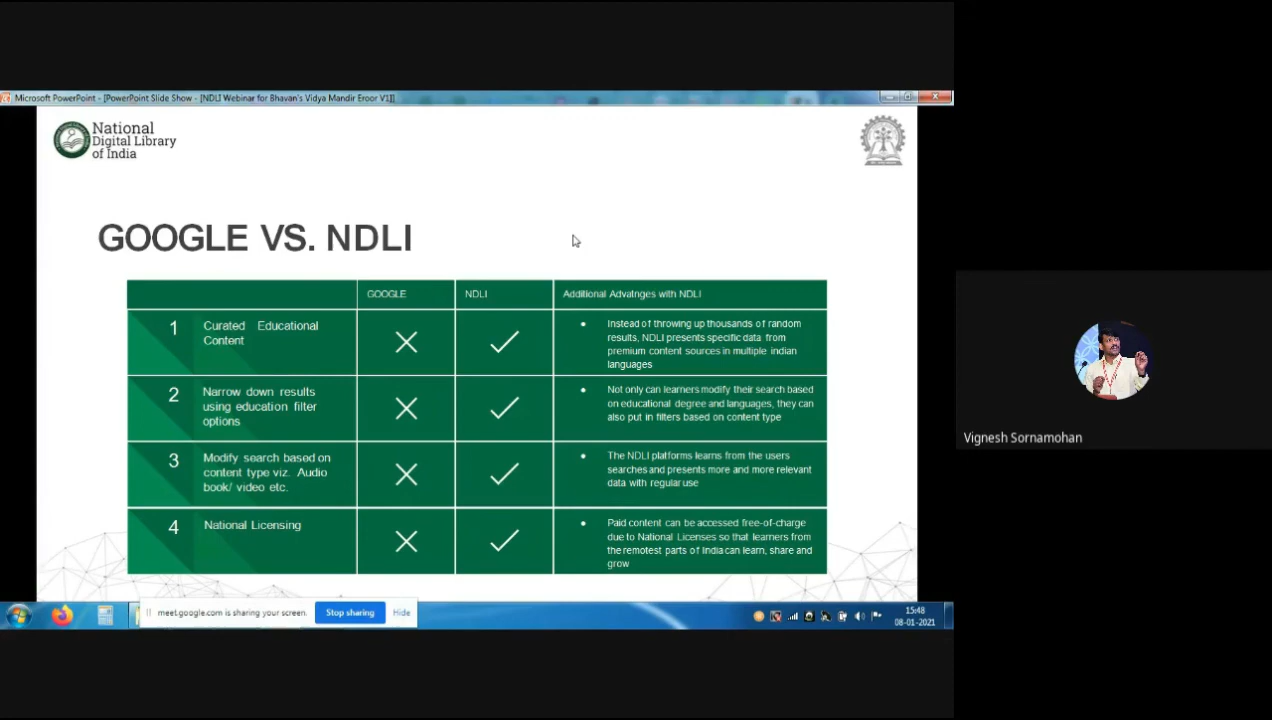 Microsoft PowerPoint - [PowerPoint Slide Show - [NDLI Webinar for Bhavan's Vidya Mandir Eroor V1]]
National
Digital Library
of India
GOOGLE VS. NDLI
GOOGLE
NDLI
Additional Advatnges with NDLI
1
Curated Educational
Content
Instead of throwing up thousands of random
results, NDLI presents specific data from
premium content sources in multiple indian
languages
2
Narrow down results
using education filter
options
Not only can learners modify their search based
on educational degree and languages, they can
also put in filters based on content type
3
Modify search based on
content type viz. Audio
book/ video etc.
The NDLI platforms learns from the users
searches and presents more and more relevant
data with regular use
4
National Licensing
Paid content can be accessed free-of-charge
due to National Licenses so that learners from
the remotest parts of India can learn, share and
grow
Vignesh Sornamohan
meet.google.com is sharing your screen.
Stop sharing
Hide
15:48
08-01-2021